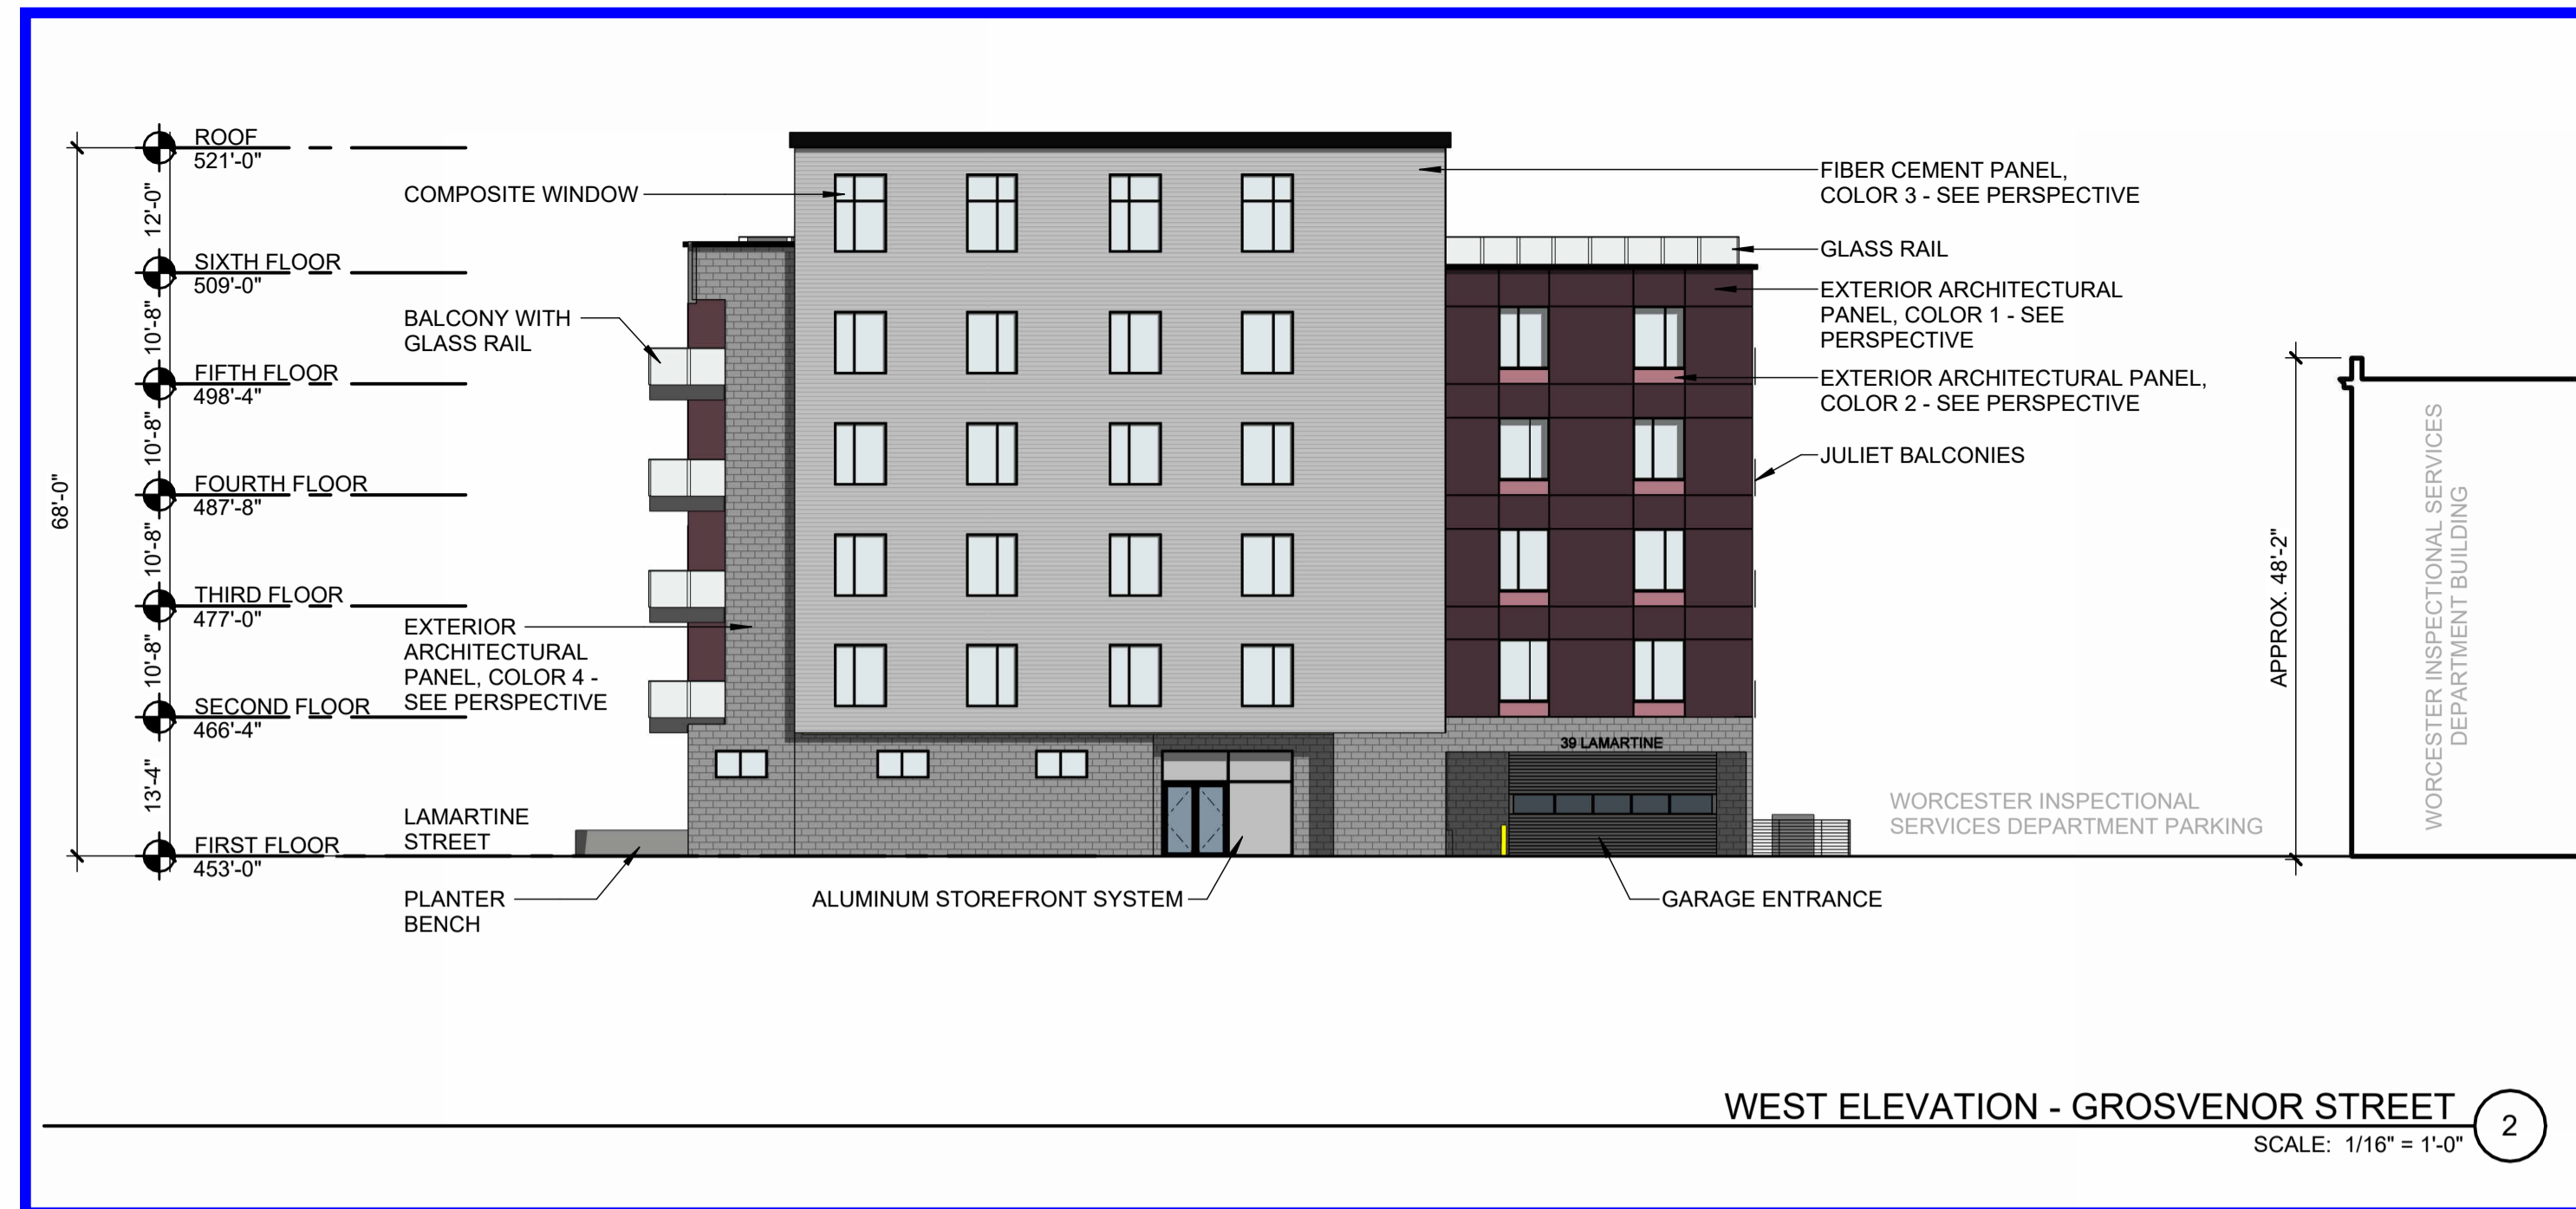 ROOF
521'-0"
12'-0"
SIXTH FLOOR
509'-0"
10'-8"
FIFTH FLOOR
498'-4"
10'-8"
FOURTH FLOOR
487'-8"
10'-8"
THIRD FLOOR
477'-0"
10'-8"
SECOND FLOOR
466'-4"
13'-4"
FIRST FLOOR
453'-0"
68'-0"
COMPOSITE WINDOW
BALCONY WITH
GLASS RAIL
EXTERIOR
ARCHITECTURAL
PANEL, COLOR 4 -
SEE PERSPECTIVE
LAMARTINE
STREET
PLANTER
BENCH
ALUMINUM STOREFRONT SYSTEM
39 LAMARTINE
GARAGE ENTRANCE
FIBER CEMENT PANEL,
COLOR 3 - SEE PERSPECTIVE
GLASS RAIL
EXTERIOR ARCHITECTURAL
PANEL, COLOR 1 - SEE
PERSPECTIVE
EXTERIOR ARCHITECTURAL PANEL,
COLOR 2 - SEE PERSPECTIVE
JULIET BALCONIES
WORCESTER INSPECTIONAL
SERVICES DEPARTMENT PARKING
APPROX. 48'-2"
WORCESTER INSPECTIONAL SERVICES
DEPARTMENT BUILDING
WEST ELEVATION - GROSVENOR STREET
2
SCALE: 1/16" = 1'-0"